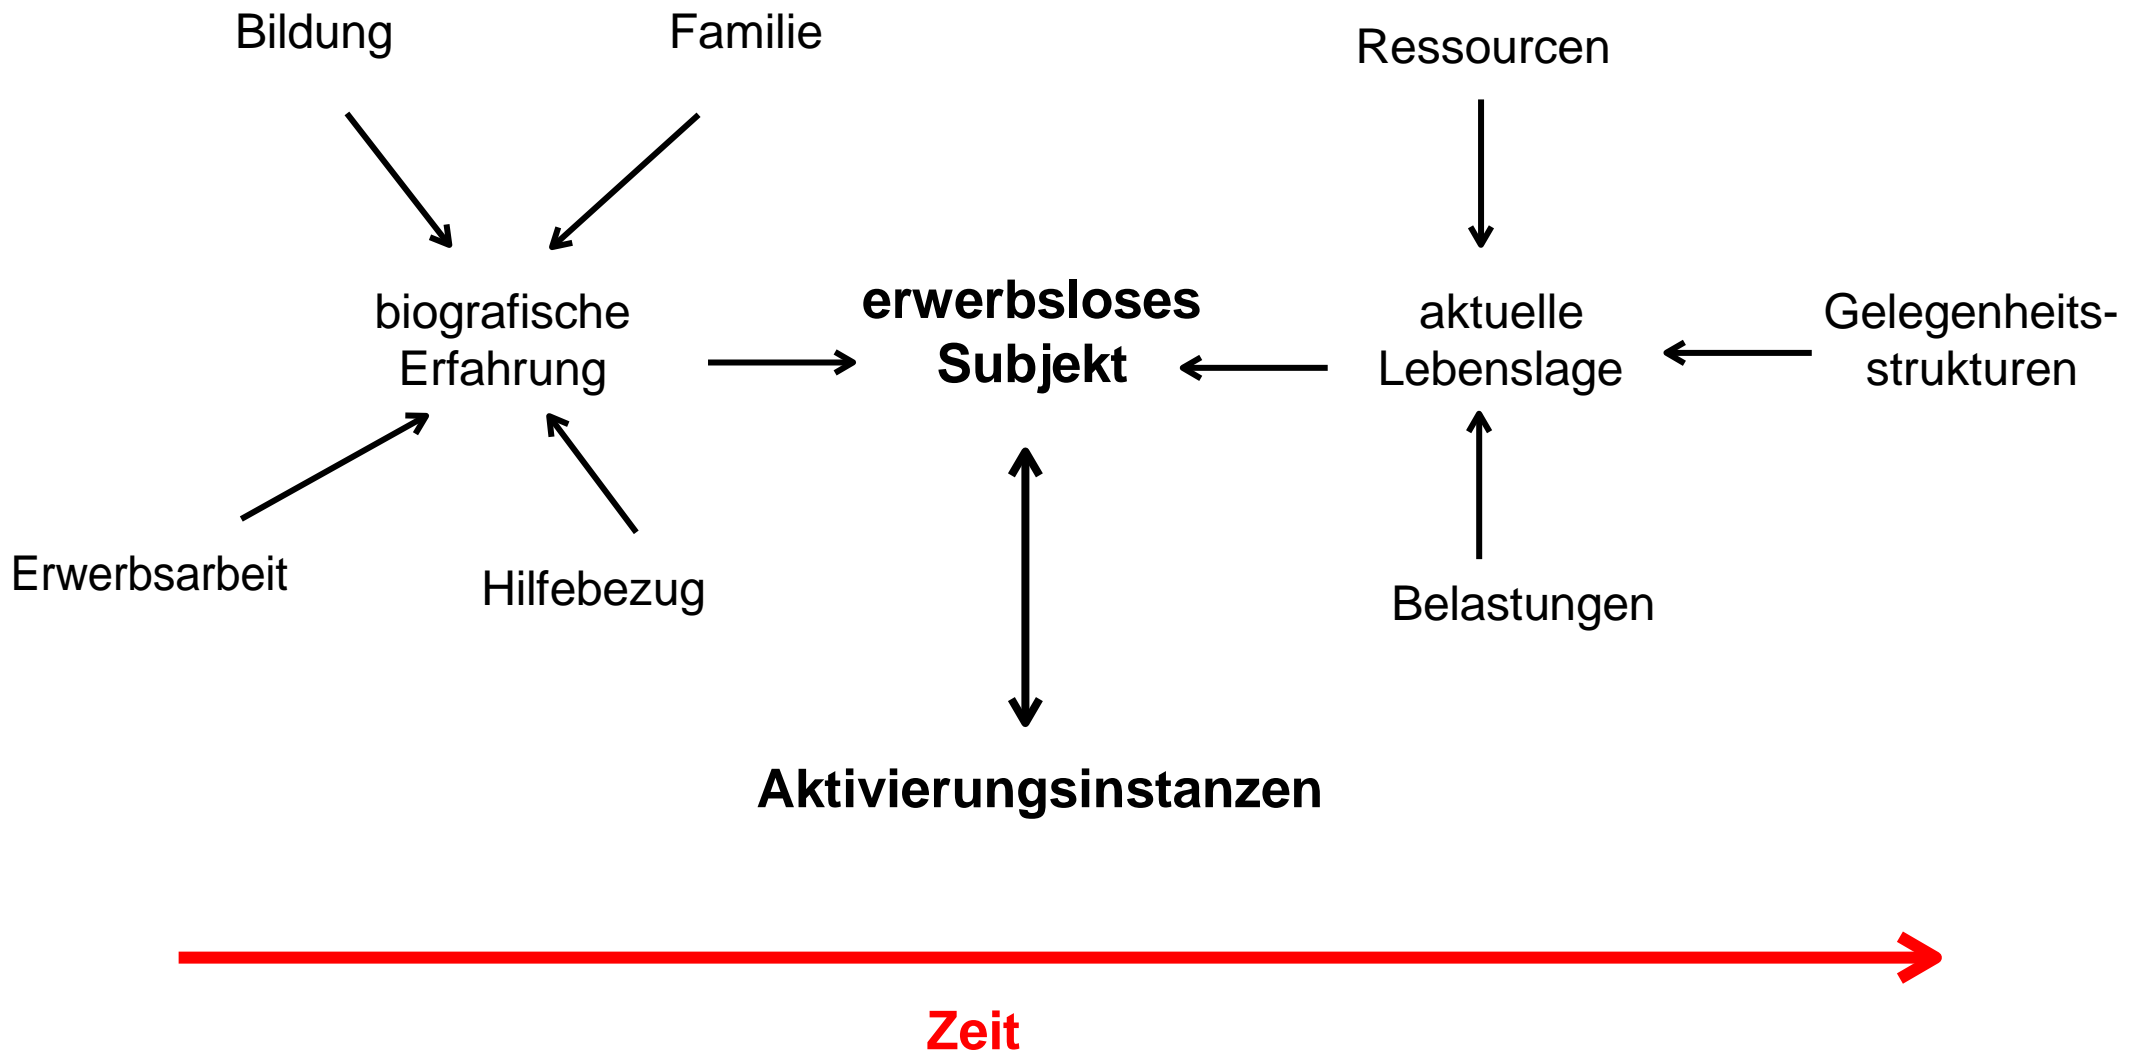 Bildung
Familie
Ressourcen
biografische
Erfahrung
erwerbsloses
Subjekt
aktuelle
Lebenslage
Gelegenheits-
strukturen
Erwerbsarbeit
Hilfebezug
Belastungen
Aktivierungsinstanzen
Zeit